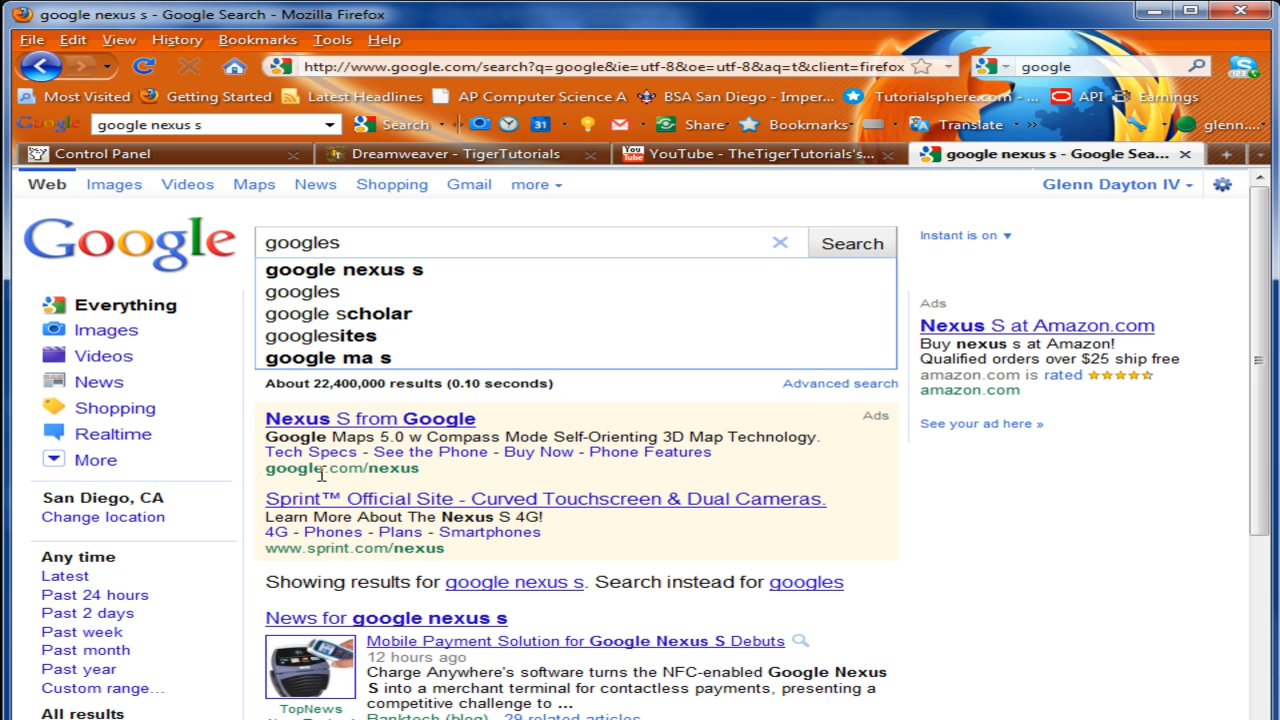 google nexus s - Google Search - Mozilla Firefox
File Edit View History Bookmarks Tools Help
http://www.google.com/search?q=google&ie=utf-8&oe=utf-8&aq=t&client=firefox google
Most Visited Getting Started Latest Headlines AP Computer Science A BSA San Diego - Imper... Tutorialsphere.com - ... API Earnings
Google google nexus s Search Share Bookmarks Translate glenn....
Control Panel Dreamweaver - TigerTutorials YouTube - TheTigerTutorials's... google nexus s - Google Sea...
Web Images Videos Maps News Shopping Gmail more Glenn Dayton IV
Google
googles Search
Instant is on
google nexus s
googles
google scholar
googlesites
google ma s
Everything
Images
Videos
News
Shopping
Realtime
More
San Diego, CA
Change location
Any time
Latest
Past 24 hours
Past 2 days
Past week
Past month
Past year
Custom range...
All results
About 22,400,000 results (0.10 seconds) Advanced search
Nexus S from Google Ads
Google Maps 5.0 w Compass Mode Self-Orienting 3D Map Technology.
Tech Specs - See the Phone - Buy Now - Phone Features
google.com/nexus
Sprint™ Official Site - Curved Touchscreen & Dual Cameras.
Learn More About The Nexus S 4G!
4G - Phones - Plans - Smartphones
www.sprint.com/nexus
Showing results for google nexus s. Search instead for googles
News for google nexus s
Mobile Payment Solution for Google Nexus S Debuts
12 hours ago
Charge Anywhere's software turns the NFC-enabled Google Nexus
S into a merchant terminal for contactless payments, presenting a
competitive challenge to ...
Banktech (blog) - 29 related articles
TopNews
Ads
Nexus S at Amazon.com
Buy nexus s at Amazon!
Qualified orders over $25 ship free
amazon.com is rated
amazon.com
See your ad here »